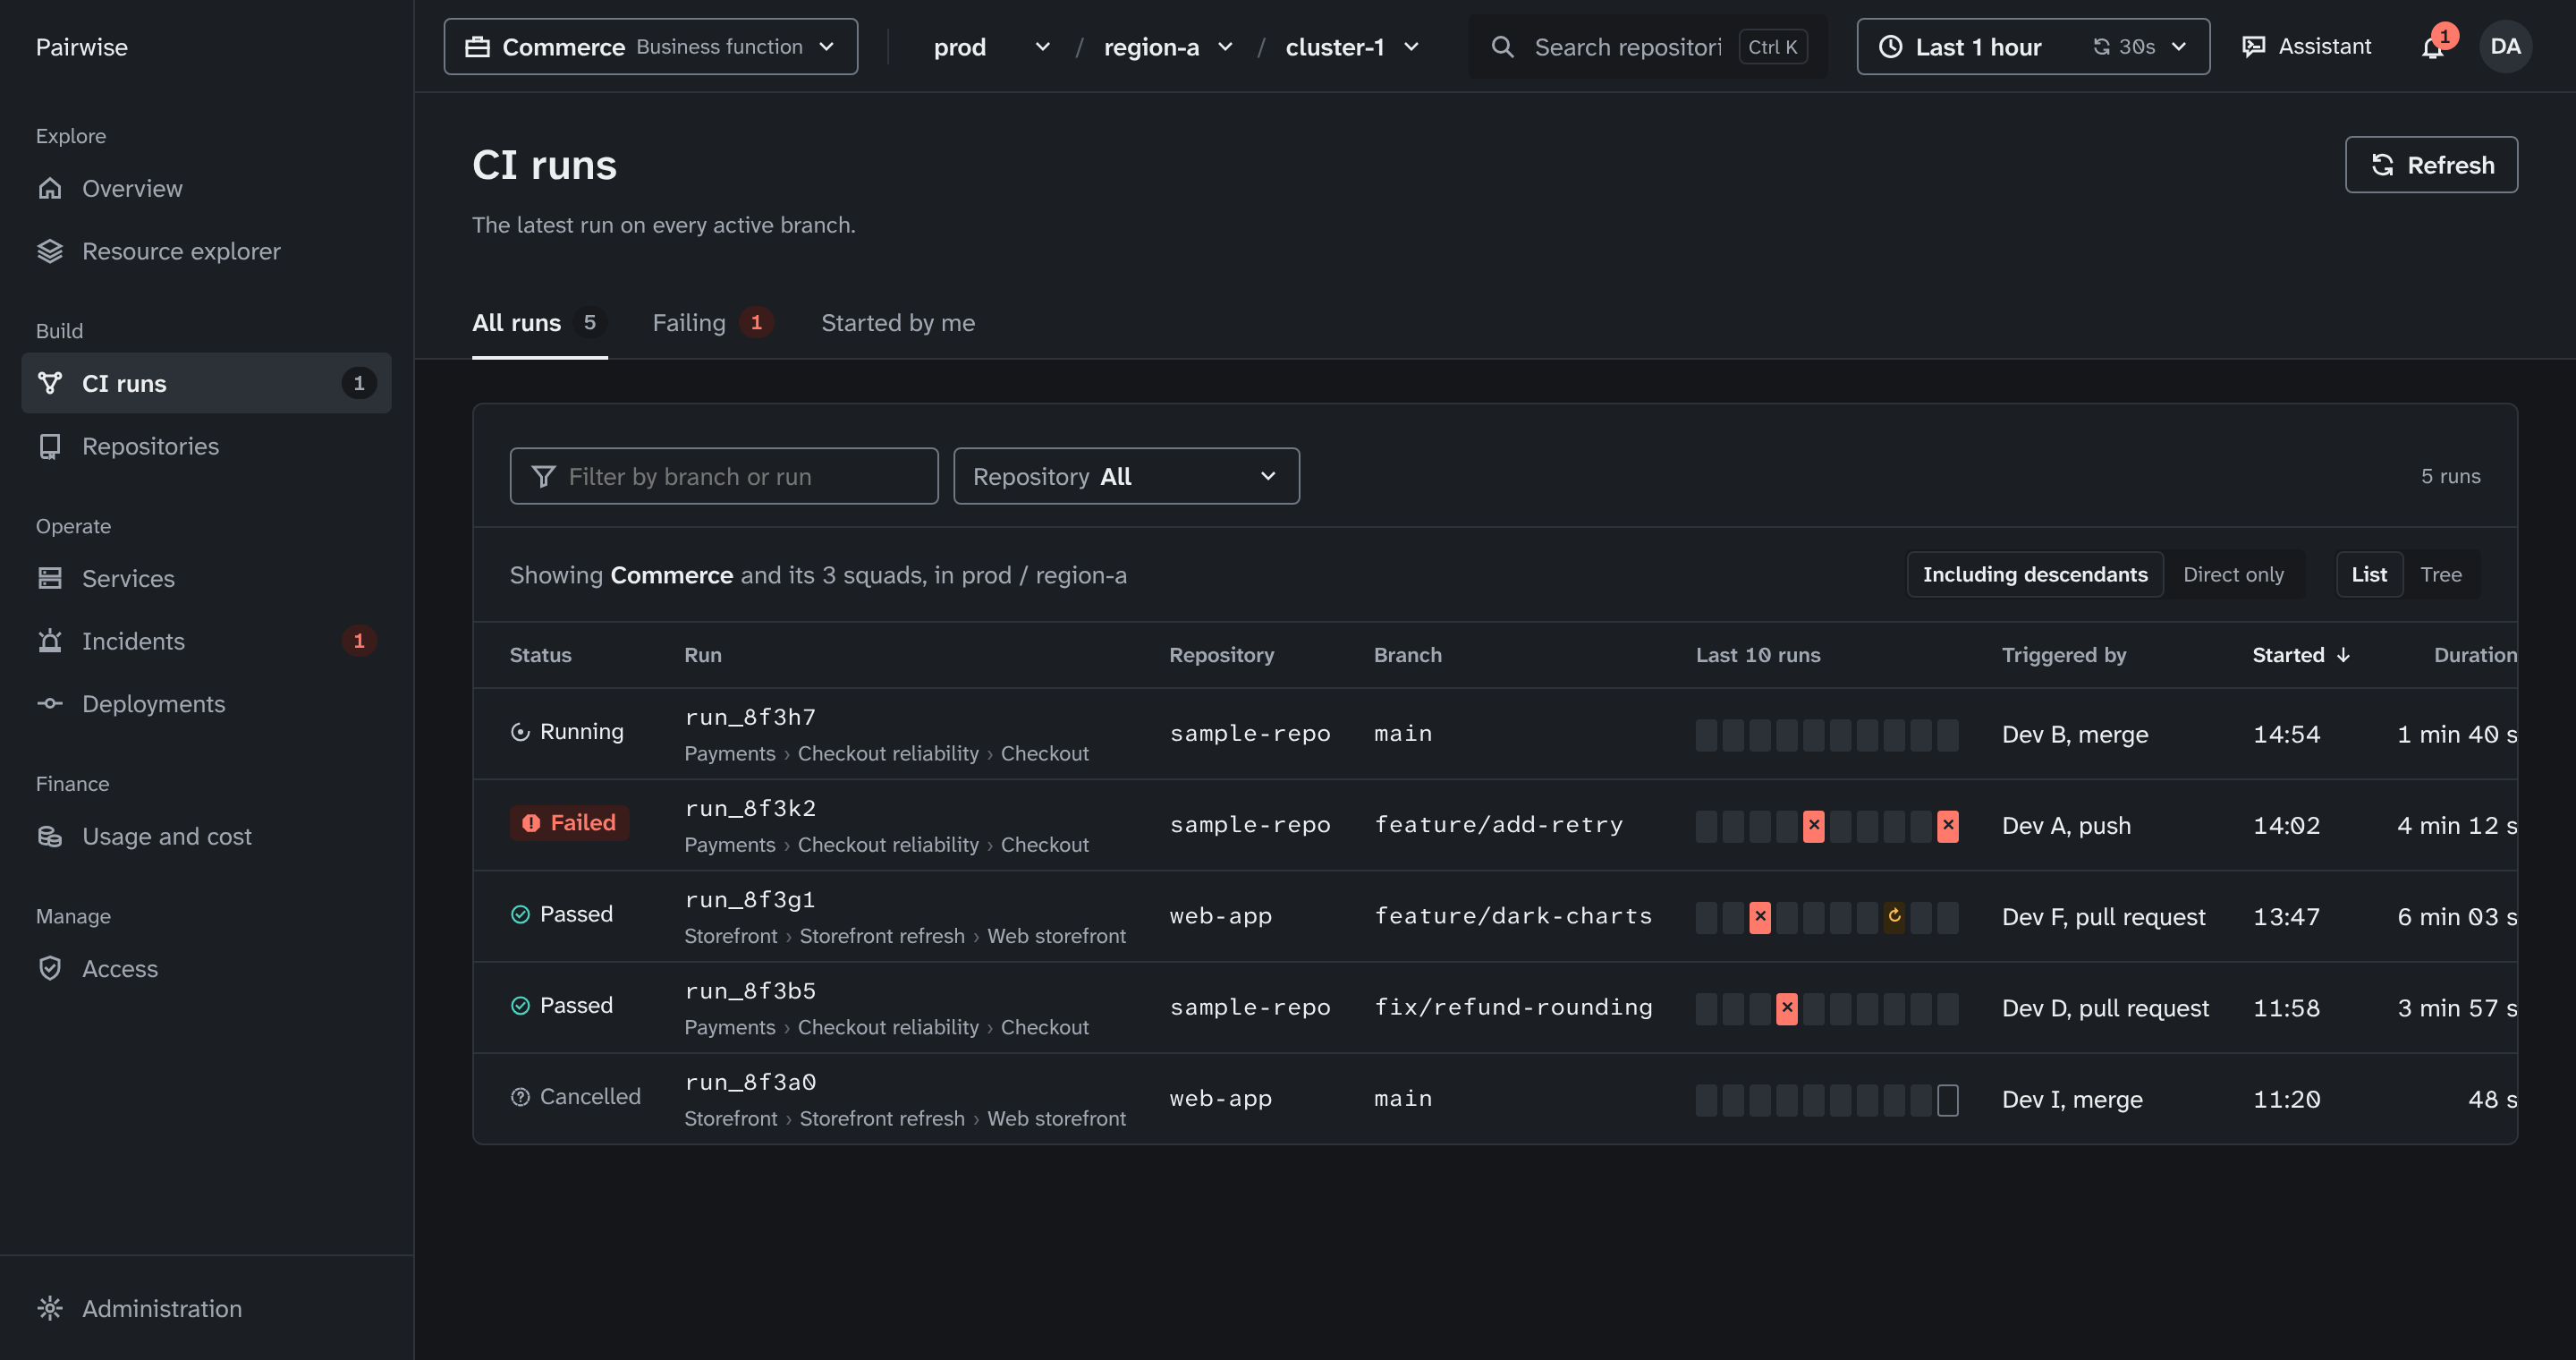 Pairwise
Commerce Business function
prod / region-a / cluster-1
Search repositori
Ctrl K
Last 1 hour
30s
Assistant
1
DA
Explore
Overview
Resource explorer
Build
CI runs 1
Repositories
Operate
Services
Incidents 1
Deployments
Finance
Usage and cost
Manage
Access
Administration
CI runs
Refresh
The latest run on every active branch.
All runs 5
Failing 1
Started by me
Filter by branch or run
Repository All
5 runs
Showing Commerce and its 3 squads, in prod / region-a
Including descendants
Direct only
List
Tree
Status Run Repository Branch Last 10 runs Triggered by Started ↓ Duration
Running run_8f3h7 sample-repo main Dev B, merge 14:54 1 min 40 s
Payments › Checkout reliability › Checkout
Failed run_8f3k2 sample-repo feature/add-retry Dev A, push 14:02 4 min 12 s
Payments › Checkout reliability › Checkout
Passed run_8f3g1 web-app feature/dark-charts Dev F, pull request 13:47 6 min 03 s
Storefront › Storefront refresh › Web storefront
Passed run_8f3b5 sample-repo fix/refund-rounding Dev D, pull request 11:58 3 min 57 s
Payments › Checkout reliability › Checkout
Cancelled run_8f3a0 web-app main Dev I, merge 11:20 48 s
Storefront › Storefront refresh › Web storefront